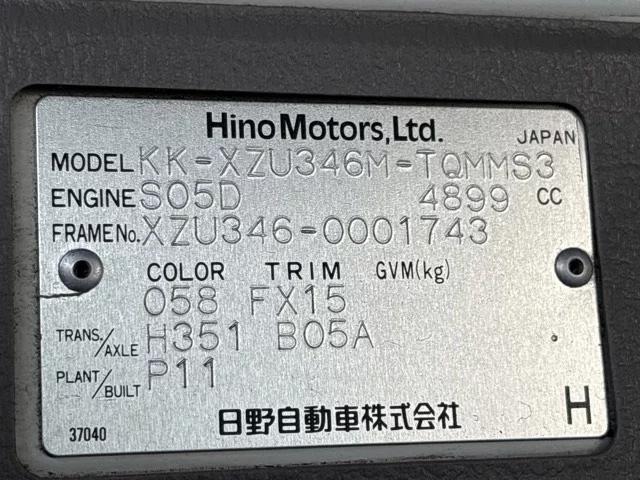 Hino Motors, Ltd.
JAPAN
MODEL KK-XZU346M-TQMMS3
ENGINE S05D 4899 CC
FRAME No. XZU346-0001743
COLOR TRIM GVM(kg)
058 FX15
TRANS./AXLE H351 B05A
PLANT/BUILT P11
37040 日野自動車株式会社 H